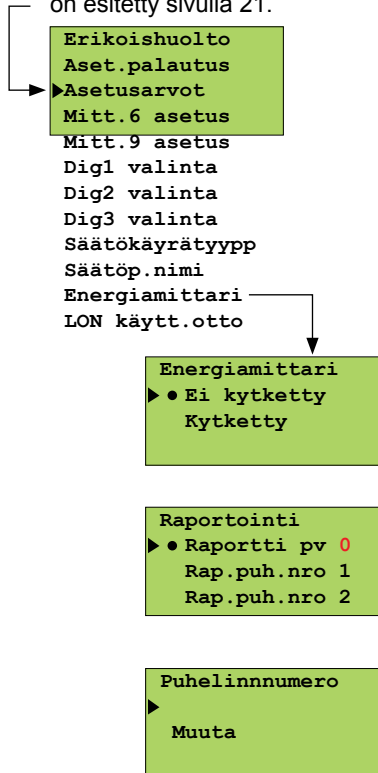 on esitetty sivulla 21.
Erikoishuolto
Aset.palautus
Asetusarvot
Mitt.6 asetus
Mitt.9 asetus
Dig1 valinta
Dig2 valinta
Dig3 valinta
Säätökäyrätyypp
Säätöp.nimi
Energiamittari
LON käytt.otto
Energiamittari
Ei kytketty
Kytketty
Raportointi
Raportti pv 0
Rap.puh.nro 1
Rap.puh.nro 2
Puhelinnnumero
Muuta